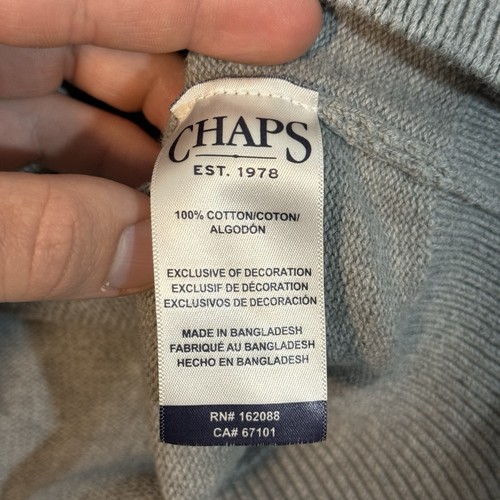 CHAPS
EST. 1978
100% COTTON/COTON/
ALGODÓN
EXCLUSIVE OF DECORATION
EXCLUSIF DE DÉCORATION
EXCLUSIVOS DE DECORACIÓN
MADE IN BANGLADESH
FABRIQUÉ AU BANGLADESH
HECHO EN BANGLADESH
RN# 162088
CA# 67101